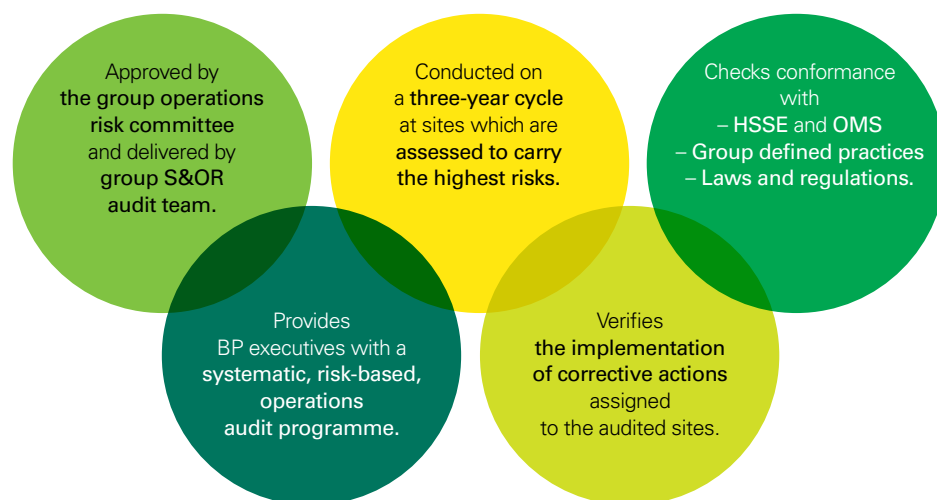 Approved by
the group operations
risk committee
and delivered by
group S&OR
audit team.
Provides
BP executives with a
systematic, risk-based,
operations
audit programme.
Conducted on
a three-year cycle
at sites which are
assessed to carry
the highest risks.
Verifies
the implementation
of corrective actions
assigned
to the audited sites.
Checks conformance
with
– HSSE and OMS
– Group defined practices
– Laws and regulations.